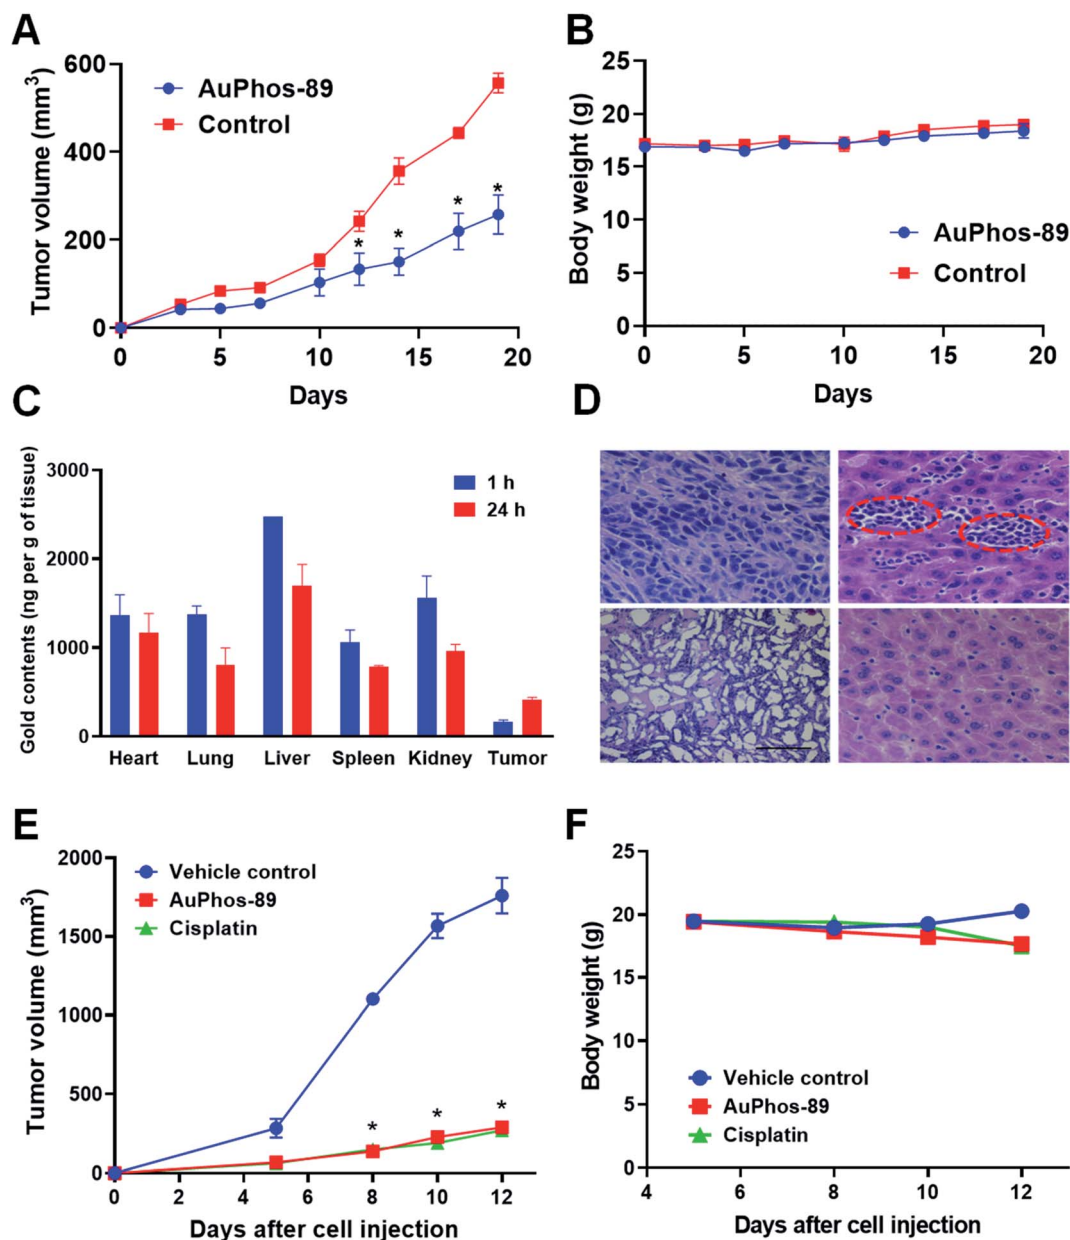 A
Tumor volume (mm³)
600
400
200
0
AuPhos-89
Control
*
*
*
*
0 5 10 15 20
Days
B
Body weight (g)
25
20
15
10
5
0
AuPhos-89
Control
0 5 10 15 20
Days
C
Gold contents (ng per g of tissue)
3000
2000
1000
0
1 h
24 h
Heart Lung Liver Spleen Kidney Tumor
D
E
Tumor volume (mm³)
2000
1500
1000
500
0
Vehicle control
AuPhos-89
Cisplatin
*
*
*
0 2 4 6 8 10 12
Days after cell injection
F
Body weight (g)
25
20
15
10
5
0
Vehicle control
AuPhos-89
Cisplatin
4 6 8 10 12
Days after cell injection